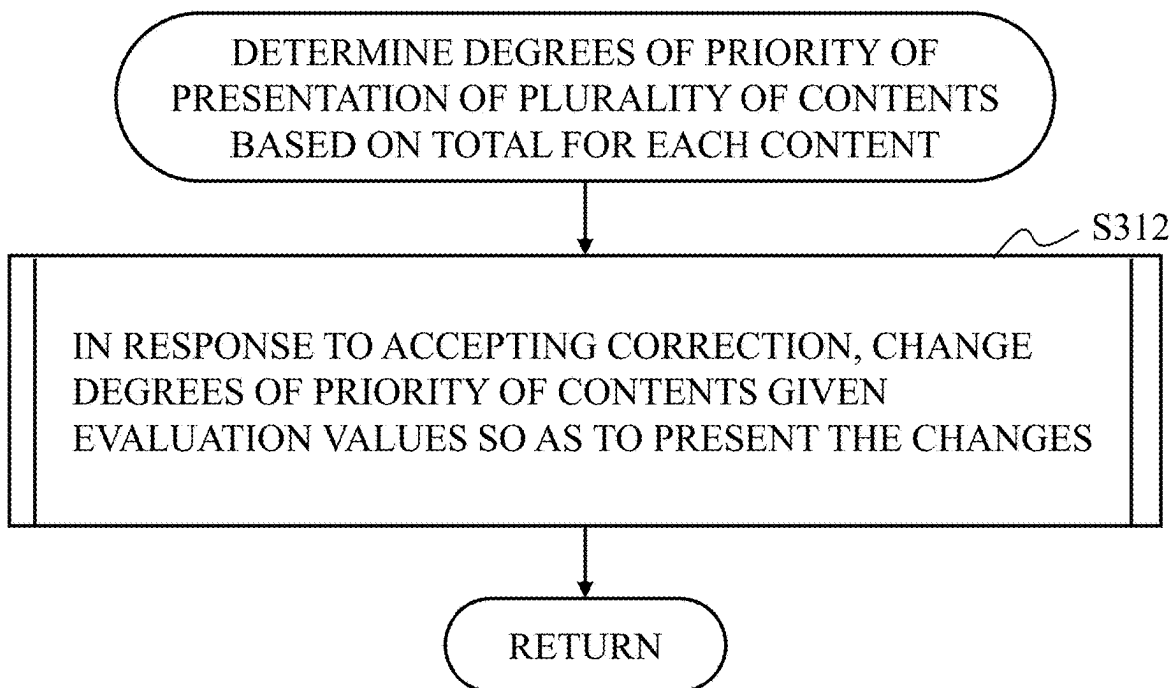 DETERMINE DEGREES OF PRIORITY OF
PRESENTATION OF PLURALITY OF CONTENTS
BASED ON TOTAL FOR EACH CONTENT
S312
IN RESPONSE TO ACCEPTING CORRECTION, CHANGE
DEGREES OF PRIORITY OF CONTENTS GIVEN
EVALUATION VALUES SO AS TO PRESENT THE CHANGES
RETURN